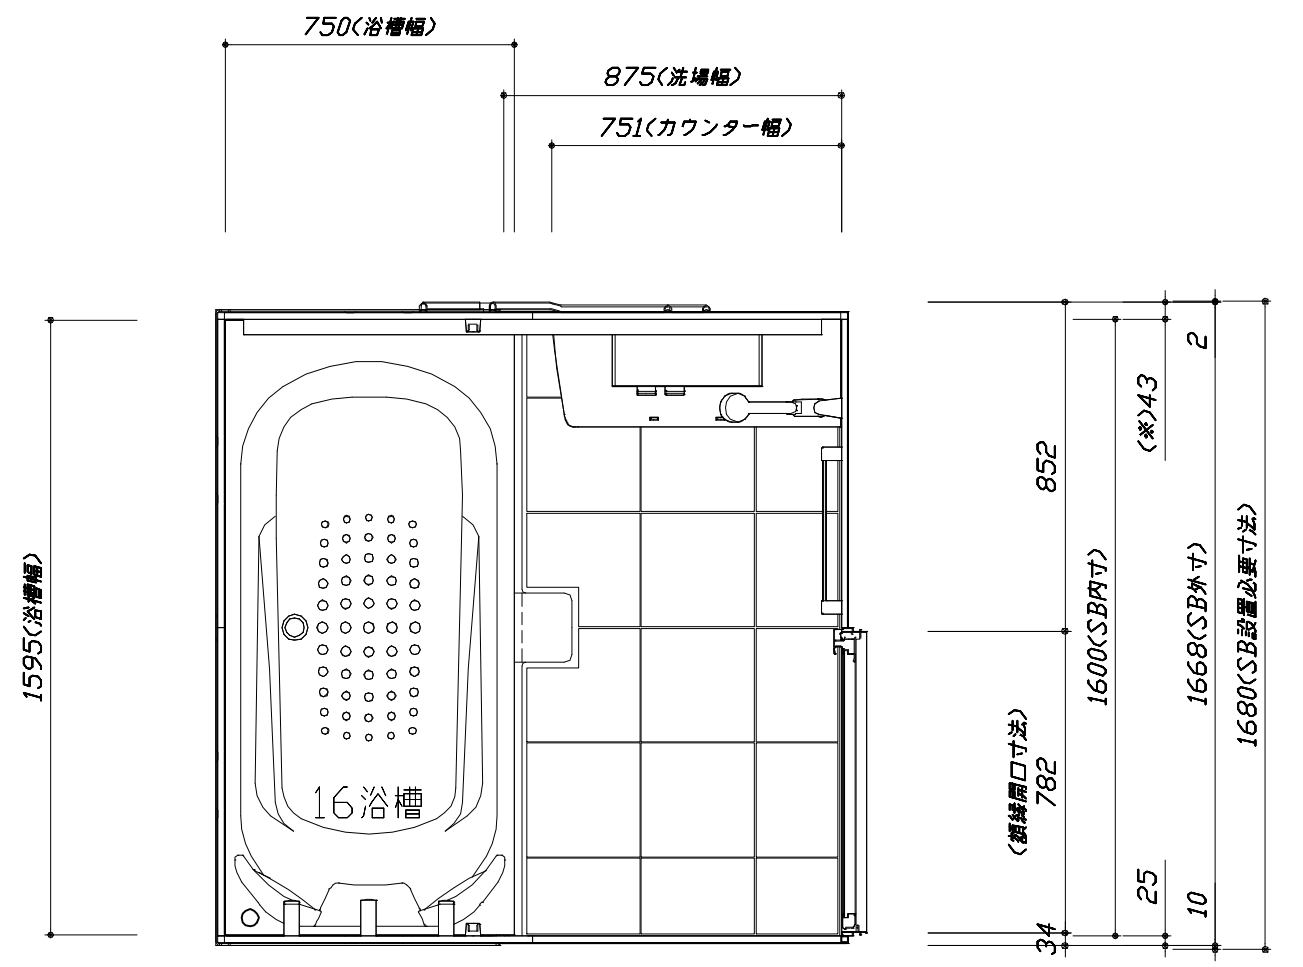 750(浴槽幅)
875(洗場幅)
751(カウンター幅)
2
(※)43
852
1595(浴槽幅)
1600(SB内寸)
1668(SB外寸)
1680(SB設置必要寸法)
(額縁開口寸法)
782
16浴槽
25
10
34